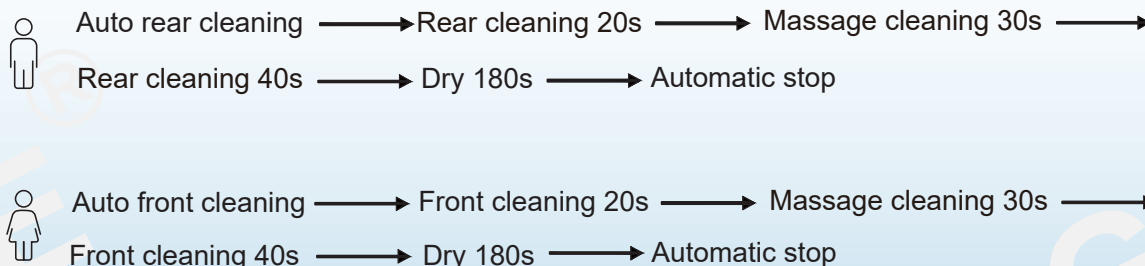 Auto rear cleaning Rear cleaning 20s Massage cleaning 30s
Rear cleaning 40s Dry 180s Automatic stop
Auto front cleaning Front cleaning 20s Massage cleaning 30s
Front cleaning 40s Dry 180s Automatic stop